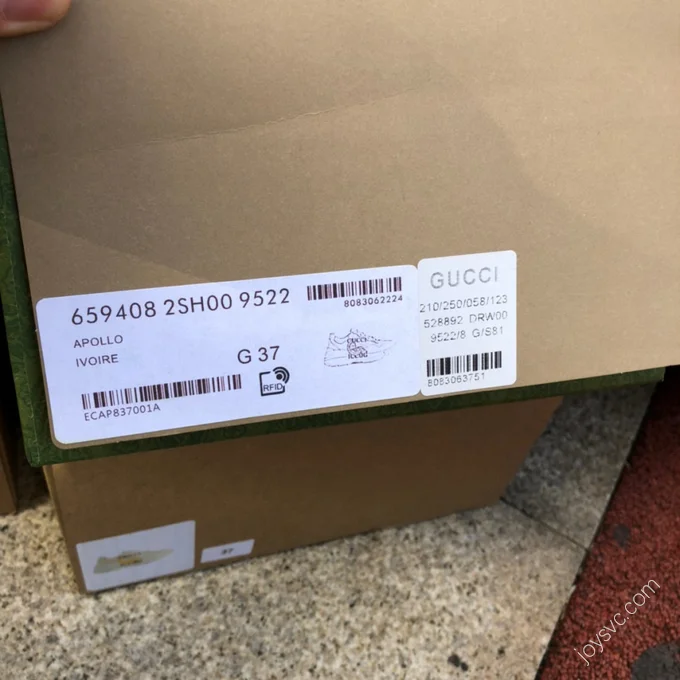 659408 2SH00 9522
8083062224
APOLLO
IVOIRE
G 37
RFID
ECAP837001A
GUCCI
GUCCI
210/250/058/123
528892 DRW00
9522/8 G/S81
8083063751
37
joysvc.com